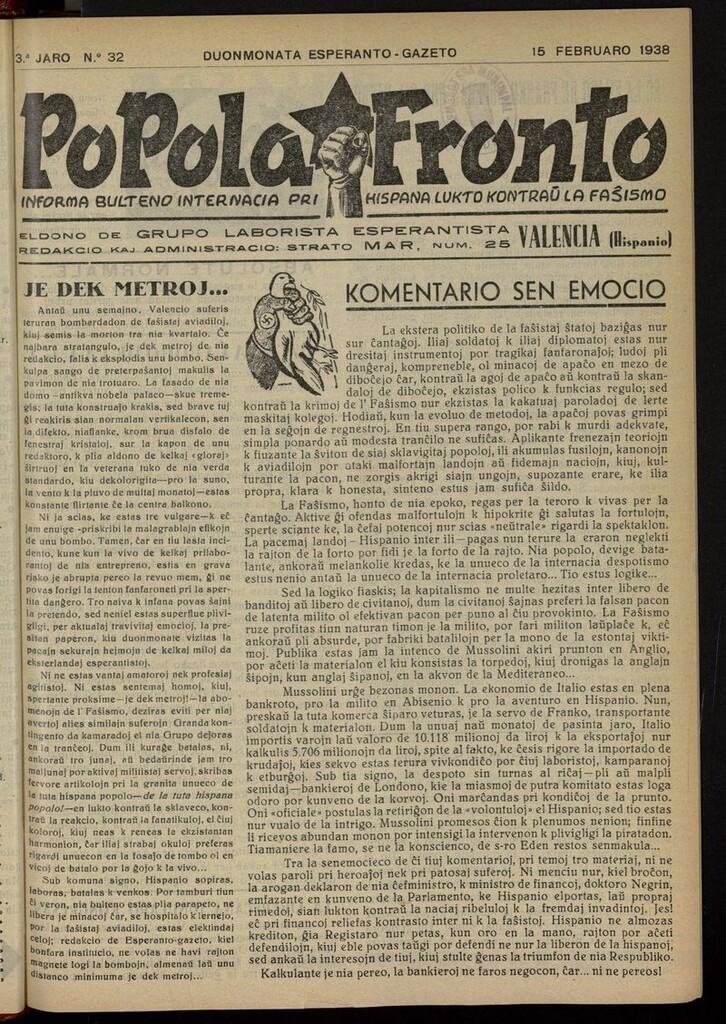 3.ª JARO N.º 32
DUONMONATA ESPERANTO-GAZETO
15 FEBRUARO 1938
PoPola Fronto
INFORMA BULTENO INTERNACIA PRI HISPANA LUKTO KONTRAŬ LA FAŜISMO
ELDONO DE GRUPO LABORISTA ESPERANTISTA
REDAKCIO KAJ ADMINISTRACIO: STRATO MAR, NUM. 25
VALENCIA (Hispanio)
JE DEK METROJ...
Antaŭ unu semajno, Valencio suferis
teruran bombardadon de faŝistaj aviadiloj,
kiuj semis la morton tra nia kvartalo. Ĉe
najbara stratangulo, je dek metroj de nia
redakcio, falis k eksplodis unu bombo. Sen-
kulpa sango de preterpasantoj makulis la
pavimon de nia trotuaro. La fasado de nia
domo -antikva nobela palaco- skue treme-
gis; la tuta konstruaĵo krakis, sed brave tuj
ĝi reakiris sian normalan vertikalecon, sen
ia difekto, niaflanke, krom brua disfalo de
fenestraj kristaloj, sur la kapon de unu
redaktoro, k plia aldono de kelkaj «gloraj»
ŝirtruoj en la veterana tuko de nia verda
standardo, kiu dekolorigita—pro la suno,
la vento k la pluvo de multaj monatoj—estas
konstante flirtante ĉe la centra balkono.
Ni ja scias, ke estas tre vulgare—k eĉ
jam enuige -priskribi la malagrablajn efikojn
de unu bombo. Tamen, ĉar en tiu lasta inci-
dento, kune kun la vivo de kelkaj prilabo-
rantoj de nia entrepreno, estis en grava
risko je abrupta pereo la revuo mem, ĝi ne
povas forigi la tenton fanfaroneti pri la sper-
tita danĝero. Tro naiva k infana povas ŝajni
la pretendo, sed neniel estas superflue plivi-
gligi, per aktualaj travivitaj emocioj, la pre-
sitan paperon, kiu duonmonate vizitas la
pacajn sekurajn hejmojn de kelkaj miloj da
eksterlandaj esperantistoj.
Ni ne estas vantaj amatoroj nek profesiaj
agitistoj. Ni estas sentemaj homoj, kiuj,
spertante proksime—je dek metroj!—la abo-
menojn de l' Faŝismo, deziras eviti per niaj
avertoj alies similajn suferojn Granda kon-
tingento da kamaradoj el nia Grupo deĵoras
en la tranĉeoj. Dum ili kuraĝe batalas, ni,
ankoraŭ tro junaj, aŭ bedaŭrinde jam tro
maljunaj por aktivaj militistaj servoj, skribas
fervore artikolojn pri la granita unueco de
la tuta hispana popolo—de la tuta hispana
popolo!—en lukto kontraŭ la sklaveco, kon-
traŭ la reakcio, kontraŭ la fanatikuloj, el ĉiuj
koloroj, kiuj neas k reneas la ekzistantan
harmonion, ĉar iliaj strabaj okuloj preferas
rigardi unuecon en la fosaĵo de tombo ol en
vicoj de batalo por la ĝojo k la vivo...
Sub komuna signo, Hispanio sopiras,
laboras, batalas k venkos. Por tamburi tiun
ĉi veron, nia bulteno estas plia parapeto, ne
libera je minacoj ĉar, se hospitalo k lernejo,
por la faŝistaj aviadiloj, estas elektindaj
celoj; redakcio de Esperanto-gazeto, kiel
bonfara institucio, ne volas ne havi rajton
magnete logi la bombojn, almenaŭ laŭ unu
distanco minimuma je dek metroj...
KOMENTARIO SEN EMOCIO
La ekstera politiko de la faŝistaj ŝtatoj baziĝas nur
sur ĉantaĝoj. Iliaj soldatoj k iliaj diplomatoj estas nur
dresitaj instrumentoj por tragikaj fanfaronaĵoj; ludoj pli
danĝeraj, kompreneble, ol minacoj de apaĉo en mezo de
diboĉejo ĉar, kontraŭ la agoj de apaĉo aŭ kontraŭ la skan-
daloj de diboĉejo, ekzistas polico k funkcias regulo; sed
kontraŭ la krimoj de l' Faŝismo nur ekzistas la kakatuaj paroladoj de lerte
maskitaj kolegoj. Hodiaŭ, kun la evoluo de metodoj, la apaĉoj povas grimpi
en la seĝojn de regnestroj. En tiu supera rango, por rabi k murdi adekvate,
simpla ponardo aŭ modesta tranĉilo ne sufiĉas. Aplikante frenezajn teoriojn
k fiuzante la ŝviton de siaj sklavigitaj popoloj, ili akumulas fusilojn, kanonojn
k aviadilojn por ataki malfortajn landojn aŭ fidemajn naciojn, kiuj, kul-
turante la pacon, ne zorgis akrigi siajn ungojn, supozante erare, ke ilia
propra, klara k honesta, sinteno estus jam sufiĉa ŝildo.
La Faŝismo, honto de nia epoko, regas per la teroro k vivas per la
ĉantaĝo. Aktive ĝi ofendas malfortulojn k hipokrite ĝi salutas la fortulojn,
sperte sciante ke, la ĉefaj potencoj nur scias «neŭtrale» rigardi la spektaklon.
La pacemaj landoj—Hispanio inter ili—pagas nun terure la eraron neglekti
la rajton de la forto por fidi je la forto de la rajto. Nia popolo, devige bata-
lante, ankoraŭ melankolie kredas, ke la unueco de la internacia despotismo
estus nenio antaŭ la unueco de la internacia proletaro... Tio estus logike...
Sed la logiko fiaskis; la kapitalismo ne multe hezitas inter libero de
banditoj aŭ libero de civitanoj, dum la civitanoj ŝajnas preferi la falsan pacon
de latenta milito ol efektivan pacon per puno al ĉiu provokinto. La Faŝismo
ruze profitas tiun naturan timon je la milito, por fari militon laŭplaĉe k, eĉ
ankoraŭ pli absurde, por fabriki batalilojn per la mono de la estontaj vikti-
moj. Publika estas jam la intenco de Mussolini akiri prunton en Anglio,
por aĉeti la materialon el kiu konsistas la torpedoj, kiuj dronigas la anglajn
ŝipojn, kun anglaj ŝipanoj, en la akvon de la Mediteraneo...
Mussolini urĝe bezonas monon. La ekonomio de Italio estas en plena
bankroto, pro la milito en Abisenio k pro la aventuro en Hispanio. Nun,
preskaŭ la tuta komerca ŝiparo veturas, je la servo de Franko, transportante
soldatojn k materialon. Dum la unuaj naŭ monatoj de pasinta jaro, Italio
importis varojn laŭ valoro de 10.118 milionoj da liroj k la eksportaĵoj nur
kalkulis 5.706 milionojn da liroj, spite al fakto, ke ĉesis rigore la importado de
krudaĵoj, kies sekvo estas terura vivkondiĉo por ĉiuj laboristoj, kamparanoj
k etburĝoj. Sub tia signo, la despoto sin turnas al riĉaj—pli aŭ malpli
semidaj—bankieroj de Londono, kie la miasmoj de putra komitato estas loga
odoro por kunveno de korvoj. Oni marĉandas pri kondiĉoj de la prunto.
Oni «oficiale» postulas la retiriĝon de la «volontuloj» el Hispanio; sed tio estas
nur vualo de la intrigo. Mussolini promesos ĉion k plenumos nenion; finfine
li ricevos abundan monon por intensigi la intervenon k plivigligi la piratadon.
Tiamaniere la famo, se ne la konscienco, de s-ro Eden restos senmakula...
Tra la senemocieco de ĉi tiuj komentarioj, pri temoj tro materiaj, ni ne
volas paroli pri heroaĵoj nek pri patosaj suferoj. Ni menciu nur, kiel broĉon,
la arogan deklaron de nia ĉefministro, k ministro de financoj, doktoro Negrin,
emfazante en kunveno de la Parlamento, ke Hispanio elportas, laŭ propraj
rimedoj, sian lukton kontraŭ la naciaj ribeluloj k la fremdaj invadintoj. Jes!
eĉ pri financoj reliefas kontrasto inter ni k la faŝistoj. Hispanio ne almozas
krediton, ĝia Registaro nur petas, kun oro en la mano, rajton por aĉeti
defendilojn, kiuj eble povas taŭgi por defendi ne nur la liberon de la hispanoj,
sed ankaŭ la interesojn de tiuj, kiuj stulte ĝenas la triumfon de nia Respubliko.
Kalkulante je nia pereo, la bankieroj ne faros negocon, ĉar... ni ne pereos!